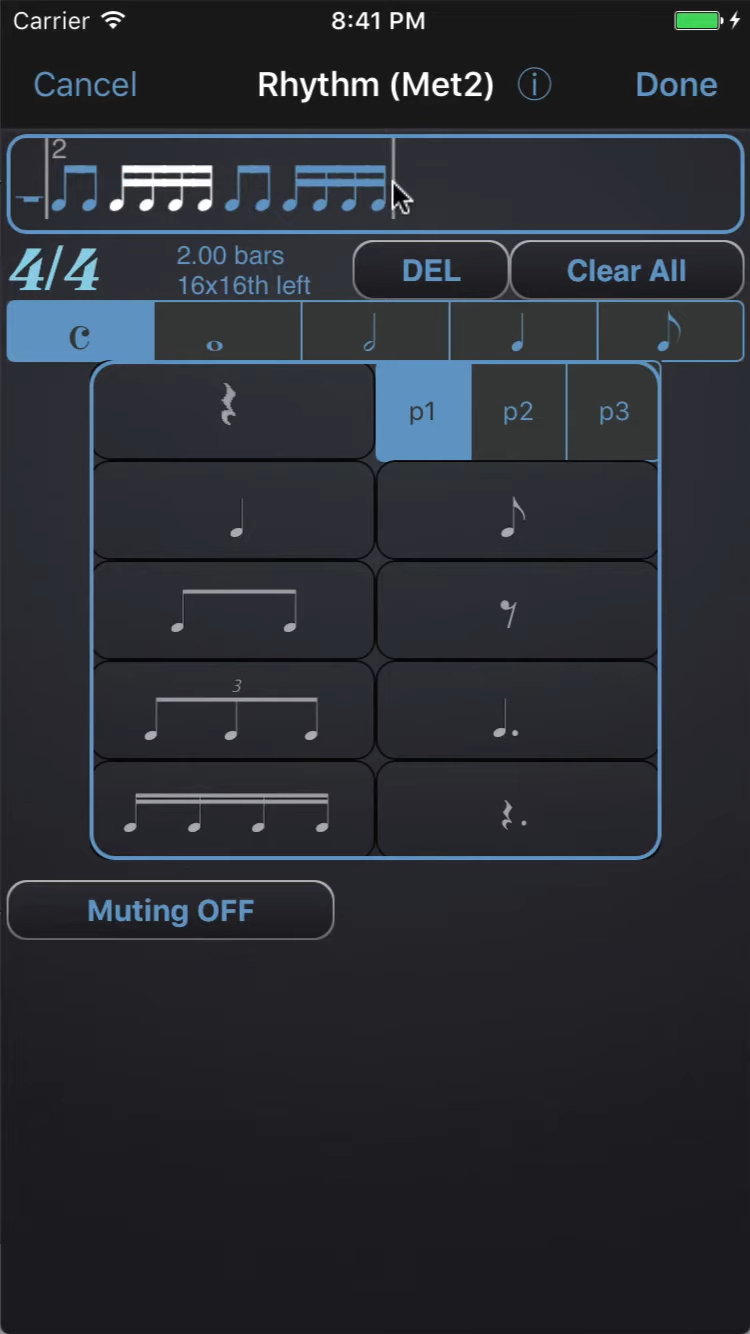 Carrier 8:41 PM
Cancel Rhythm (Met2) i Done
2
4/4 2.00 bars DEL Clear All
16x16th left
c
p1 p2 p3
3
Muting OFF